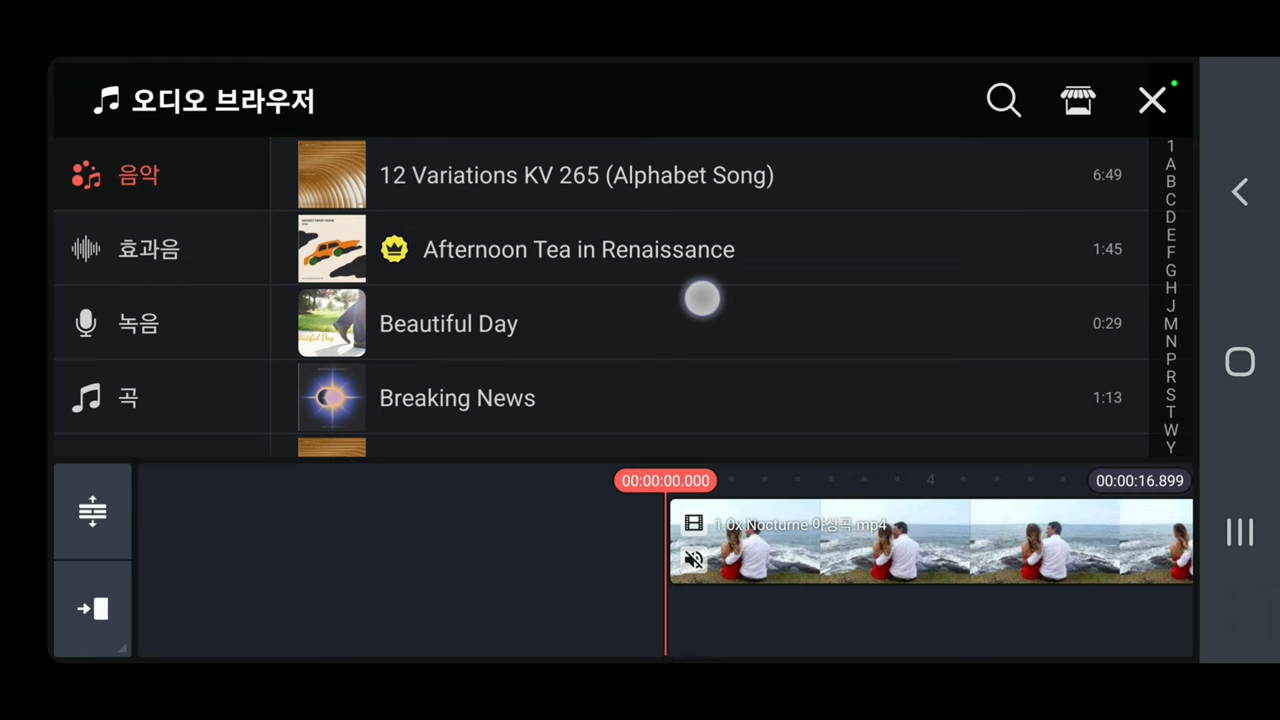 오디오 브라우저
음악
12 Variations KV 265 (Alphabet Song)
6:49
효과음
Afternoon Tea in Renaissance
1:45
녹음
Beautiful Day
0:29
곡
Breaking News
1:13
1
A
B
C
D
E
F
G
H
J
M
N
P
R
S
T
W
Y
00:00:00.000
4
00:00:16.899
1.0x Nocturne 야상곡.mp4